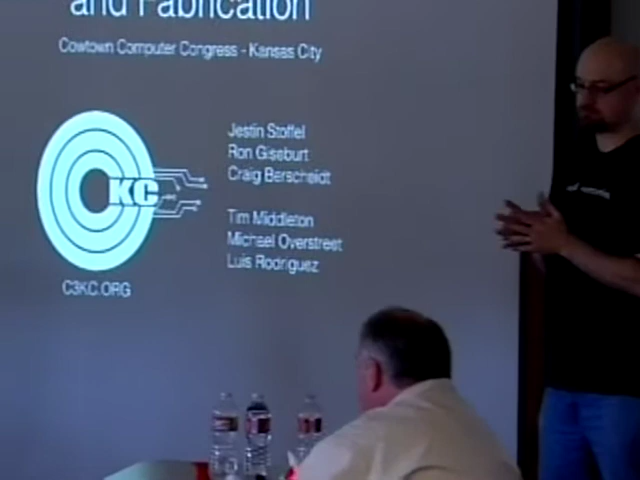 and Fabrication
Cowtown Computer Congress - Kansas City
KC
Jestin Stoffel
Ron Giseburt
Craig Berscheidt
Tim Middleton
Michael Overstreet
Luis Rodriguez
C3KC.ORG